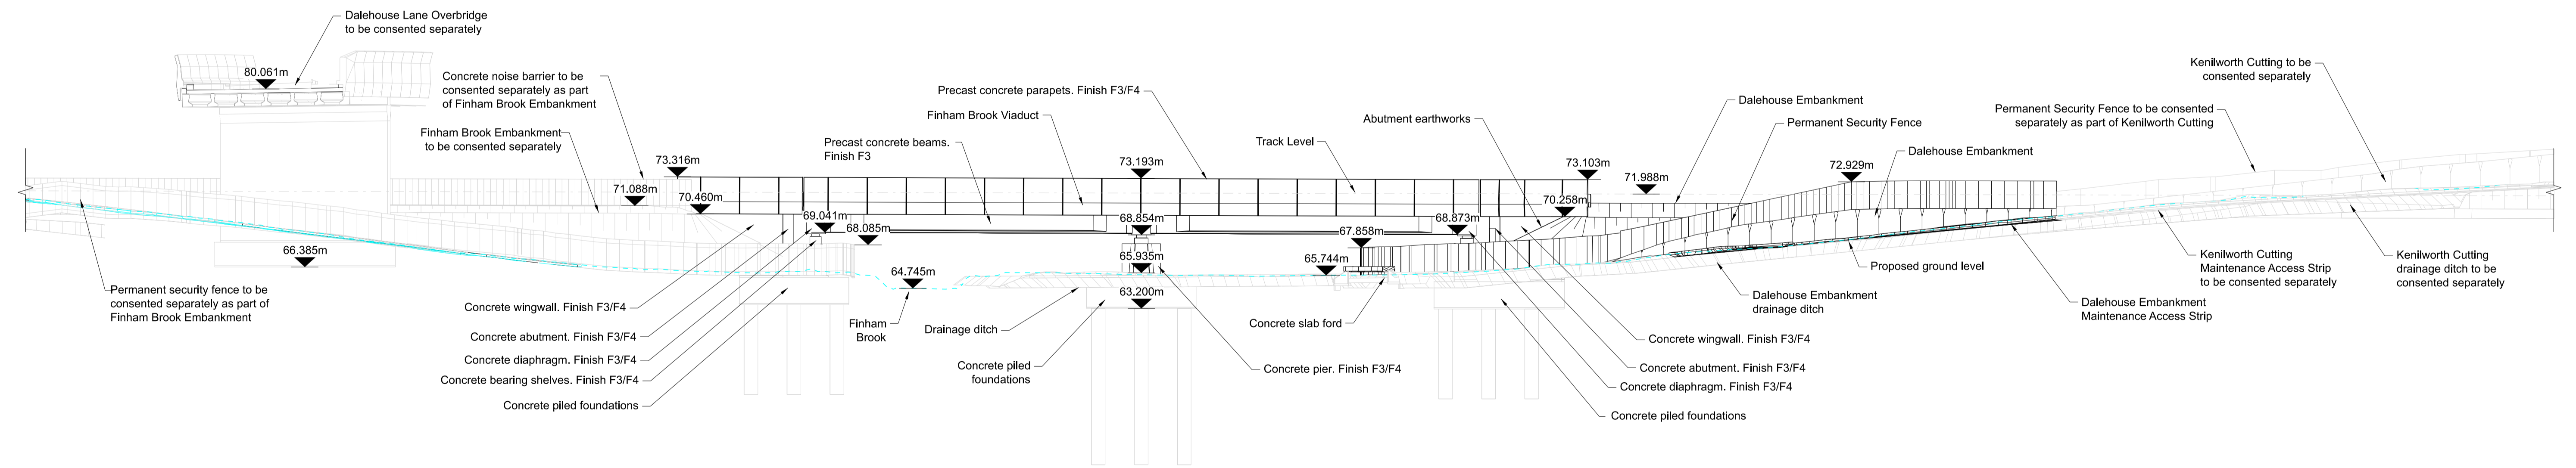 Dalehouse Lane Overbridge
to be consented separately
80.061m
Concrete noise barrier to be
consented separately as part
of Finham Brook Embankment
Finham Brook Embankment
to be consented separately
Precast concrete beams.
Finish F3
Precast concrete parapets. Finish F3/F4
Finham Brook Viaduct
Track Level
Abutment earthworks
Dalehouse Embankment
Permanent Security Fence
Dalehouse Embankment
Kenilworth Cutting to be
consented separately
Permanent Security Fence to be consented
separately as part of Kenilworth Cutting
73.316m
71.088m
70.460m
69.041m
68.085m
73.193m
68.854m
65.935m
63.200m
73.103m
70.258m
68.873m
67.858m
65.744m
71.988m
72.929m
66.385m
64.745m
Permanent security fence to be
consented separately as part of
Finham Brook Embankment
Concrete wingwall. Finish F3/F4
Concrete abutment. Finish F3/F4
Concrete diaphragm. Finish F3/F4
Concrete bearing shelves. Finish F3/F4
Concrete piled foundations
Finham
Brook
Drainage ditch
Concrete piled
foundations
Concrete slab ford
Concrete pier. Finish F3/F4
Concrete wingwall. Finish F3/F4
Concrete abutment. Finish F3/F4
Concrete diaphragm. Finish F3/F4
Concrete piled foundations
Dalehouse Embankment
drainage ditch
Proposed ground level
Dalehouse Embankment
Maintenance Access Strip
Kenilworth Cutting
Maintenance Access Strip
to be consented separately
Kenilworth Cutting
drainage ditch to be
consented separately